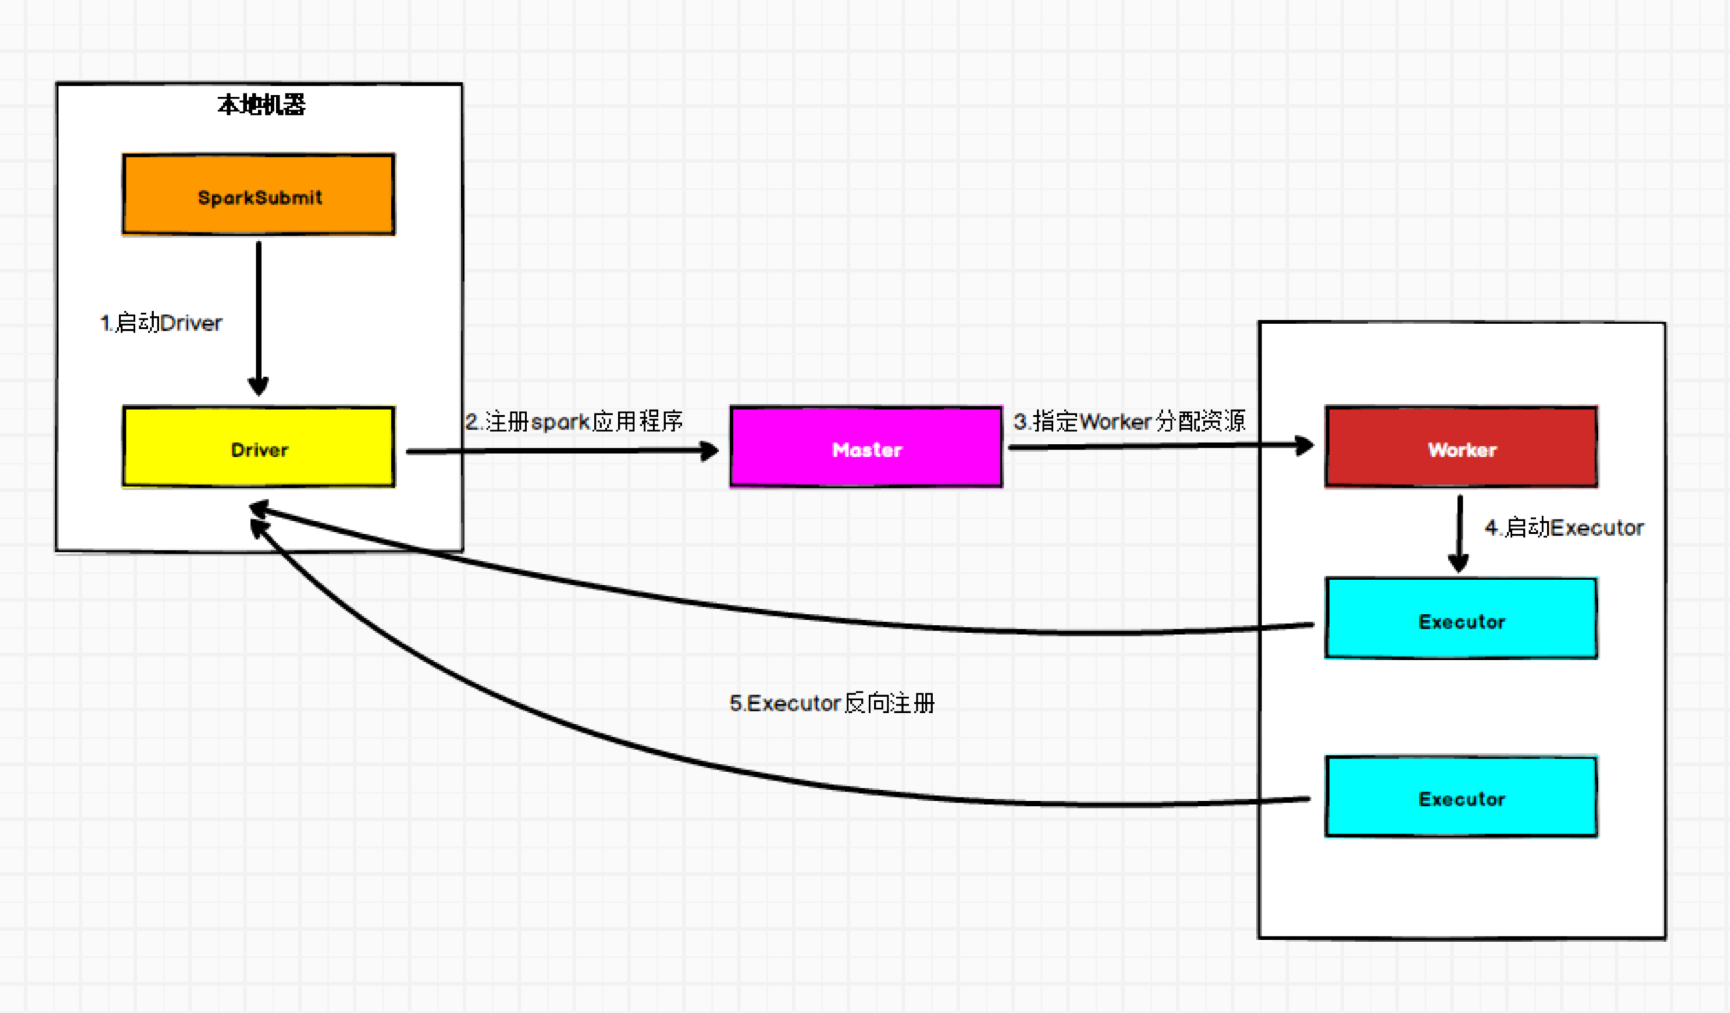 本地机器
SparkSubmit
1.启动Driver
Driver
2.注册spark应用程序
Master
3.指定Worker分配资源
Worker
4.启动Executor
Executor
5.Executor反向注册
Executor